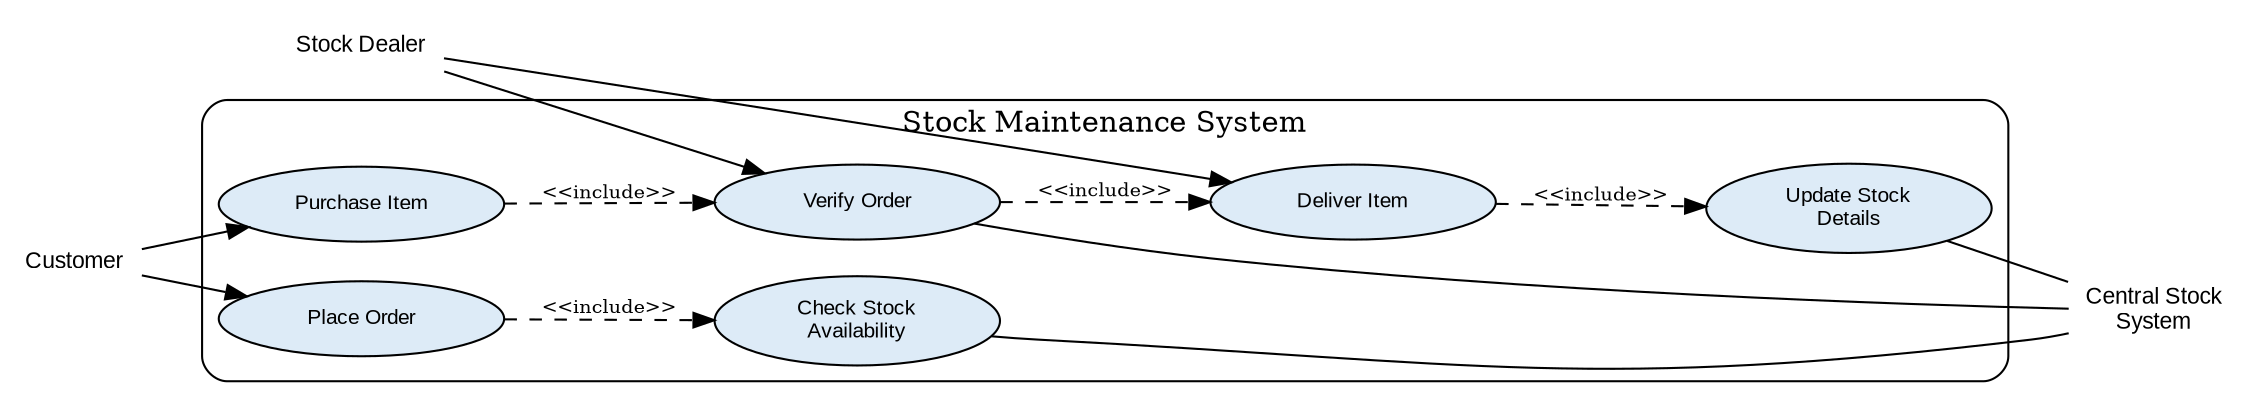 Stock Dealer
Stock Maintenance System
Purchase Item
<<include>>
Verify Order
<<include>>
Deliver Item
<<include>>
Update Stock
Details
Customer
Place Order
<<include>>
Check Stock
Availability
Central Stock
System